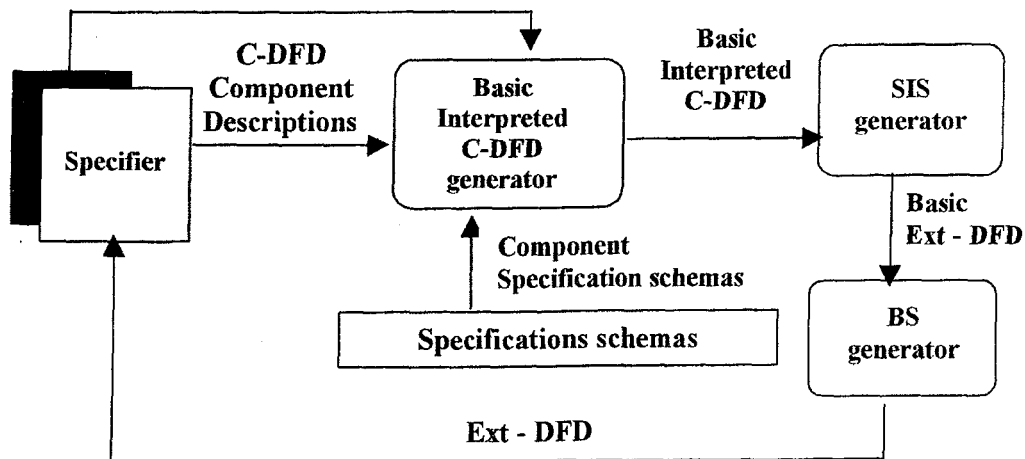 C-DFD
Component
Descriptions
Specifier
Basic
Interpreted
C-DFD
generator
Basic
Interpreted
C-DFD
SIS
generator
Basic
Ext - DFD
Component
Specification schemas
Specifications schemas
BS
generator
Ext - DFD